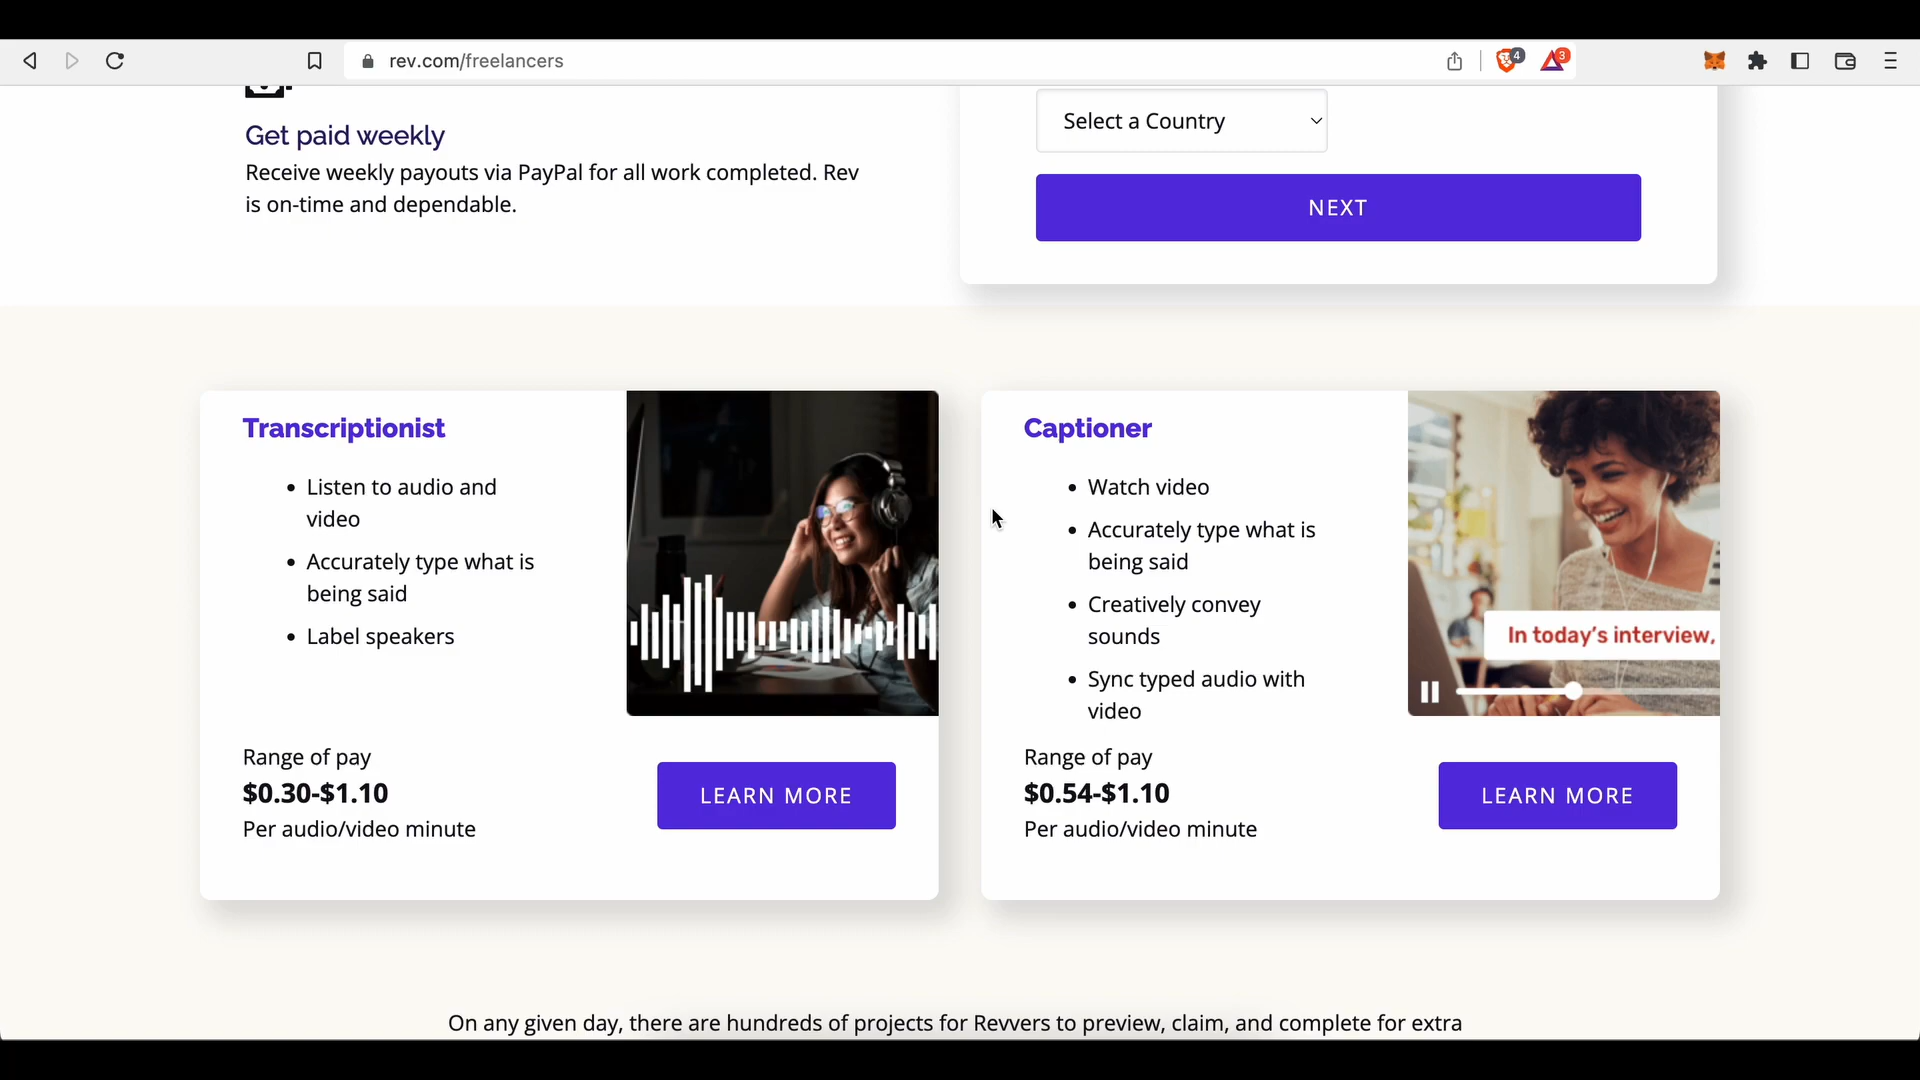 rev.com/freelancers
4
3
Get paid weekly
Receive weekly payouts via PayPal for all work completed. Rev
is on-time and dependable.
Select a Country
NEXT
Transcriptionist
• Listen to audio and
video
• Accurately type what is
being said
• Label speakers
Range of pay
$0.30-$1.10
Per audio/video minute
LEARN MORE
Captioner
• Watch video
• Accurately type what is
being said
• Creatively convey
sounds
• Sync typed audio with
video
In today's interview,
Range of pay
$0.54-$1.10
Per audio/video minute
LEARN MORE
On any given day, there are hundreds of projects for Revvers to preview, claim, and complete for extra